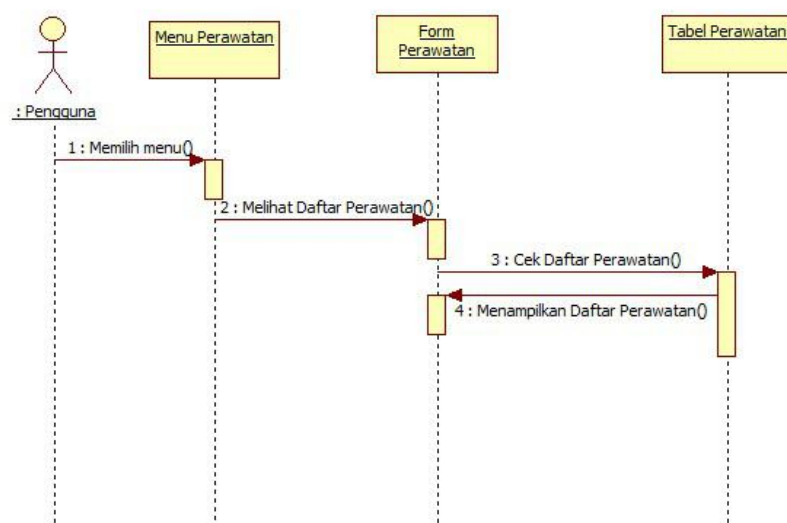 Menu Perawatan
Form
Perawatan
Tabel Perawatan
: Pengguna
1 : Memilih menu()
2 : Melihat Daftar Perawatan()
3 : Cek Daftar Perawatan()
4 : Menampilkan Daftar Perawatan()